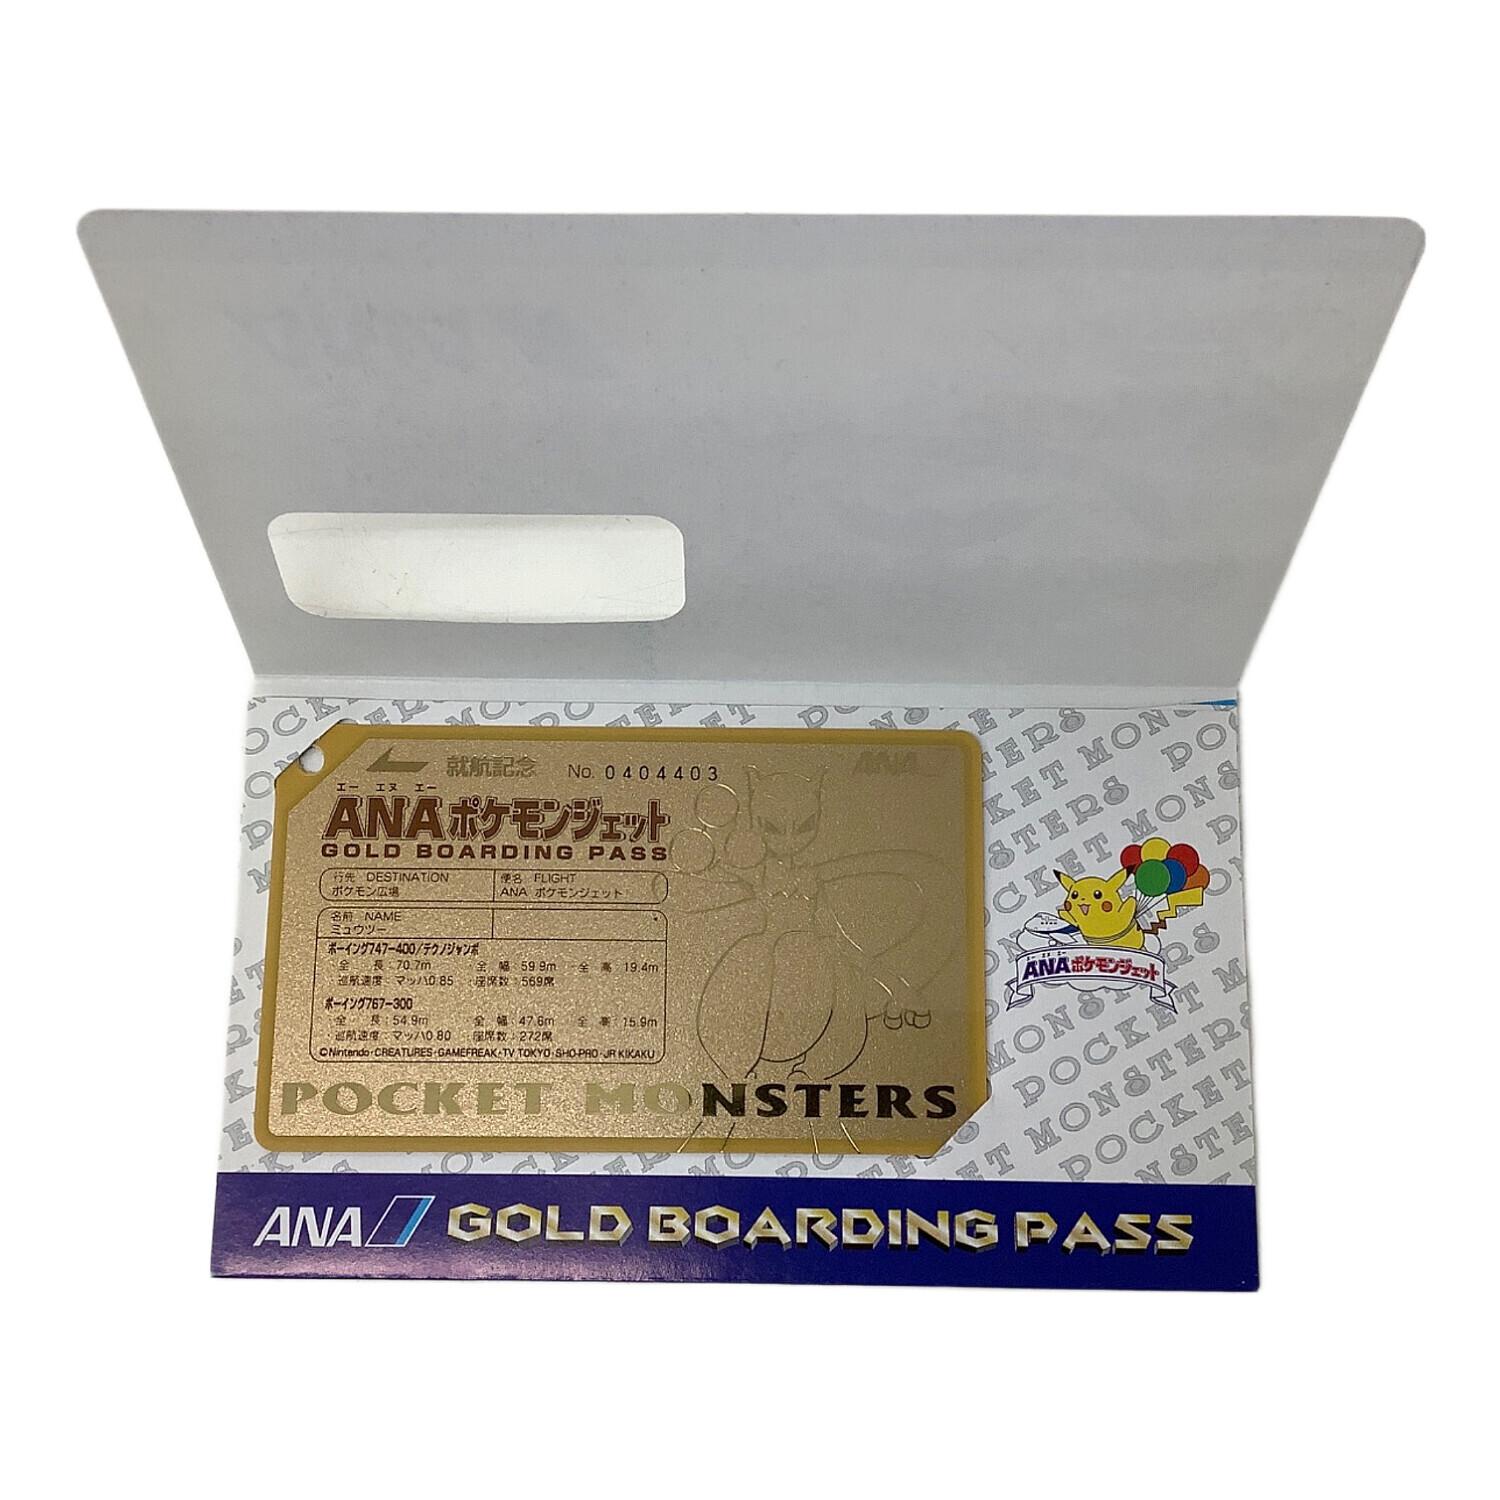 就航記念 No. 0404403 ANA
エー エヌ エー
ANAポケモンジェット
GOLD BOARDING PASS
行先 DESTINATION 便名 FLIGHT
ポケモン広場 ANA ポケモンジェット
名前 NAME
ミュウツー
ボーイング747-400/テクノジャンボ
全 長:70.7m 全 幅:59.9m 全 高:19.4m
巡航速度:マッハ0.85 座席数:569席
ボーイング767-300
全 長:54.9m 全 幅:47.6m 全 高:15.9m
巡航速度:マッハ0.80 座席数:272席
©Nintendo・CREATURES・GAMEFREAK・TV TOKYO・SHO-PRO・JR KIKAKU
POCKET MONSTERS
エー エヌ エー
ANAポケモンジェット
POCKET MONSTERS
ANA GOLD BOARDING PASS